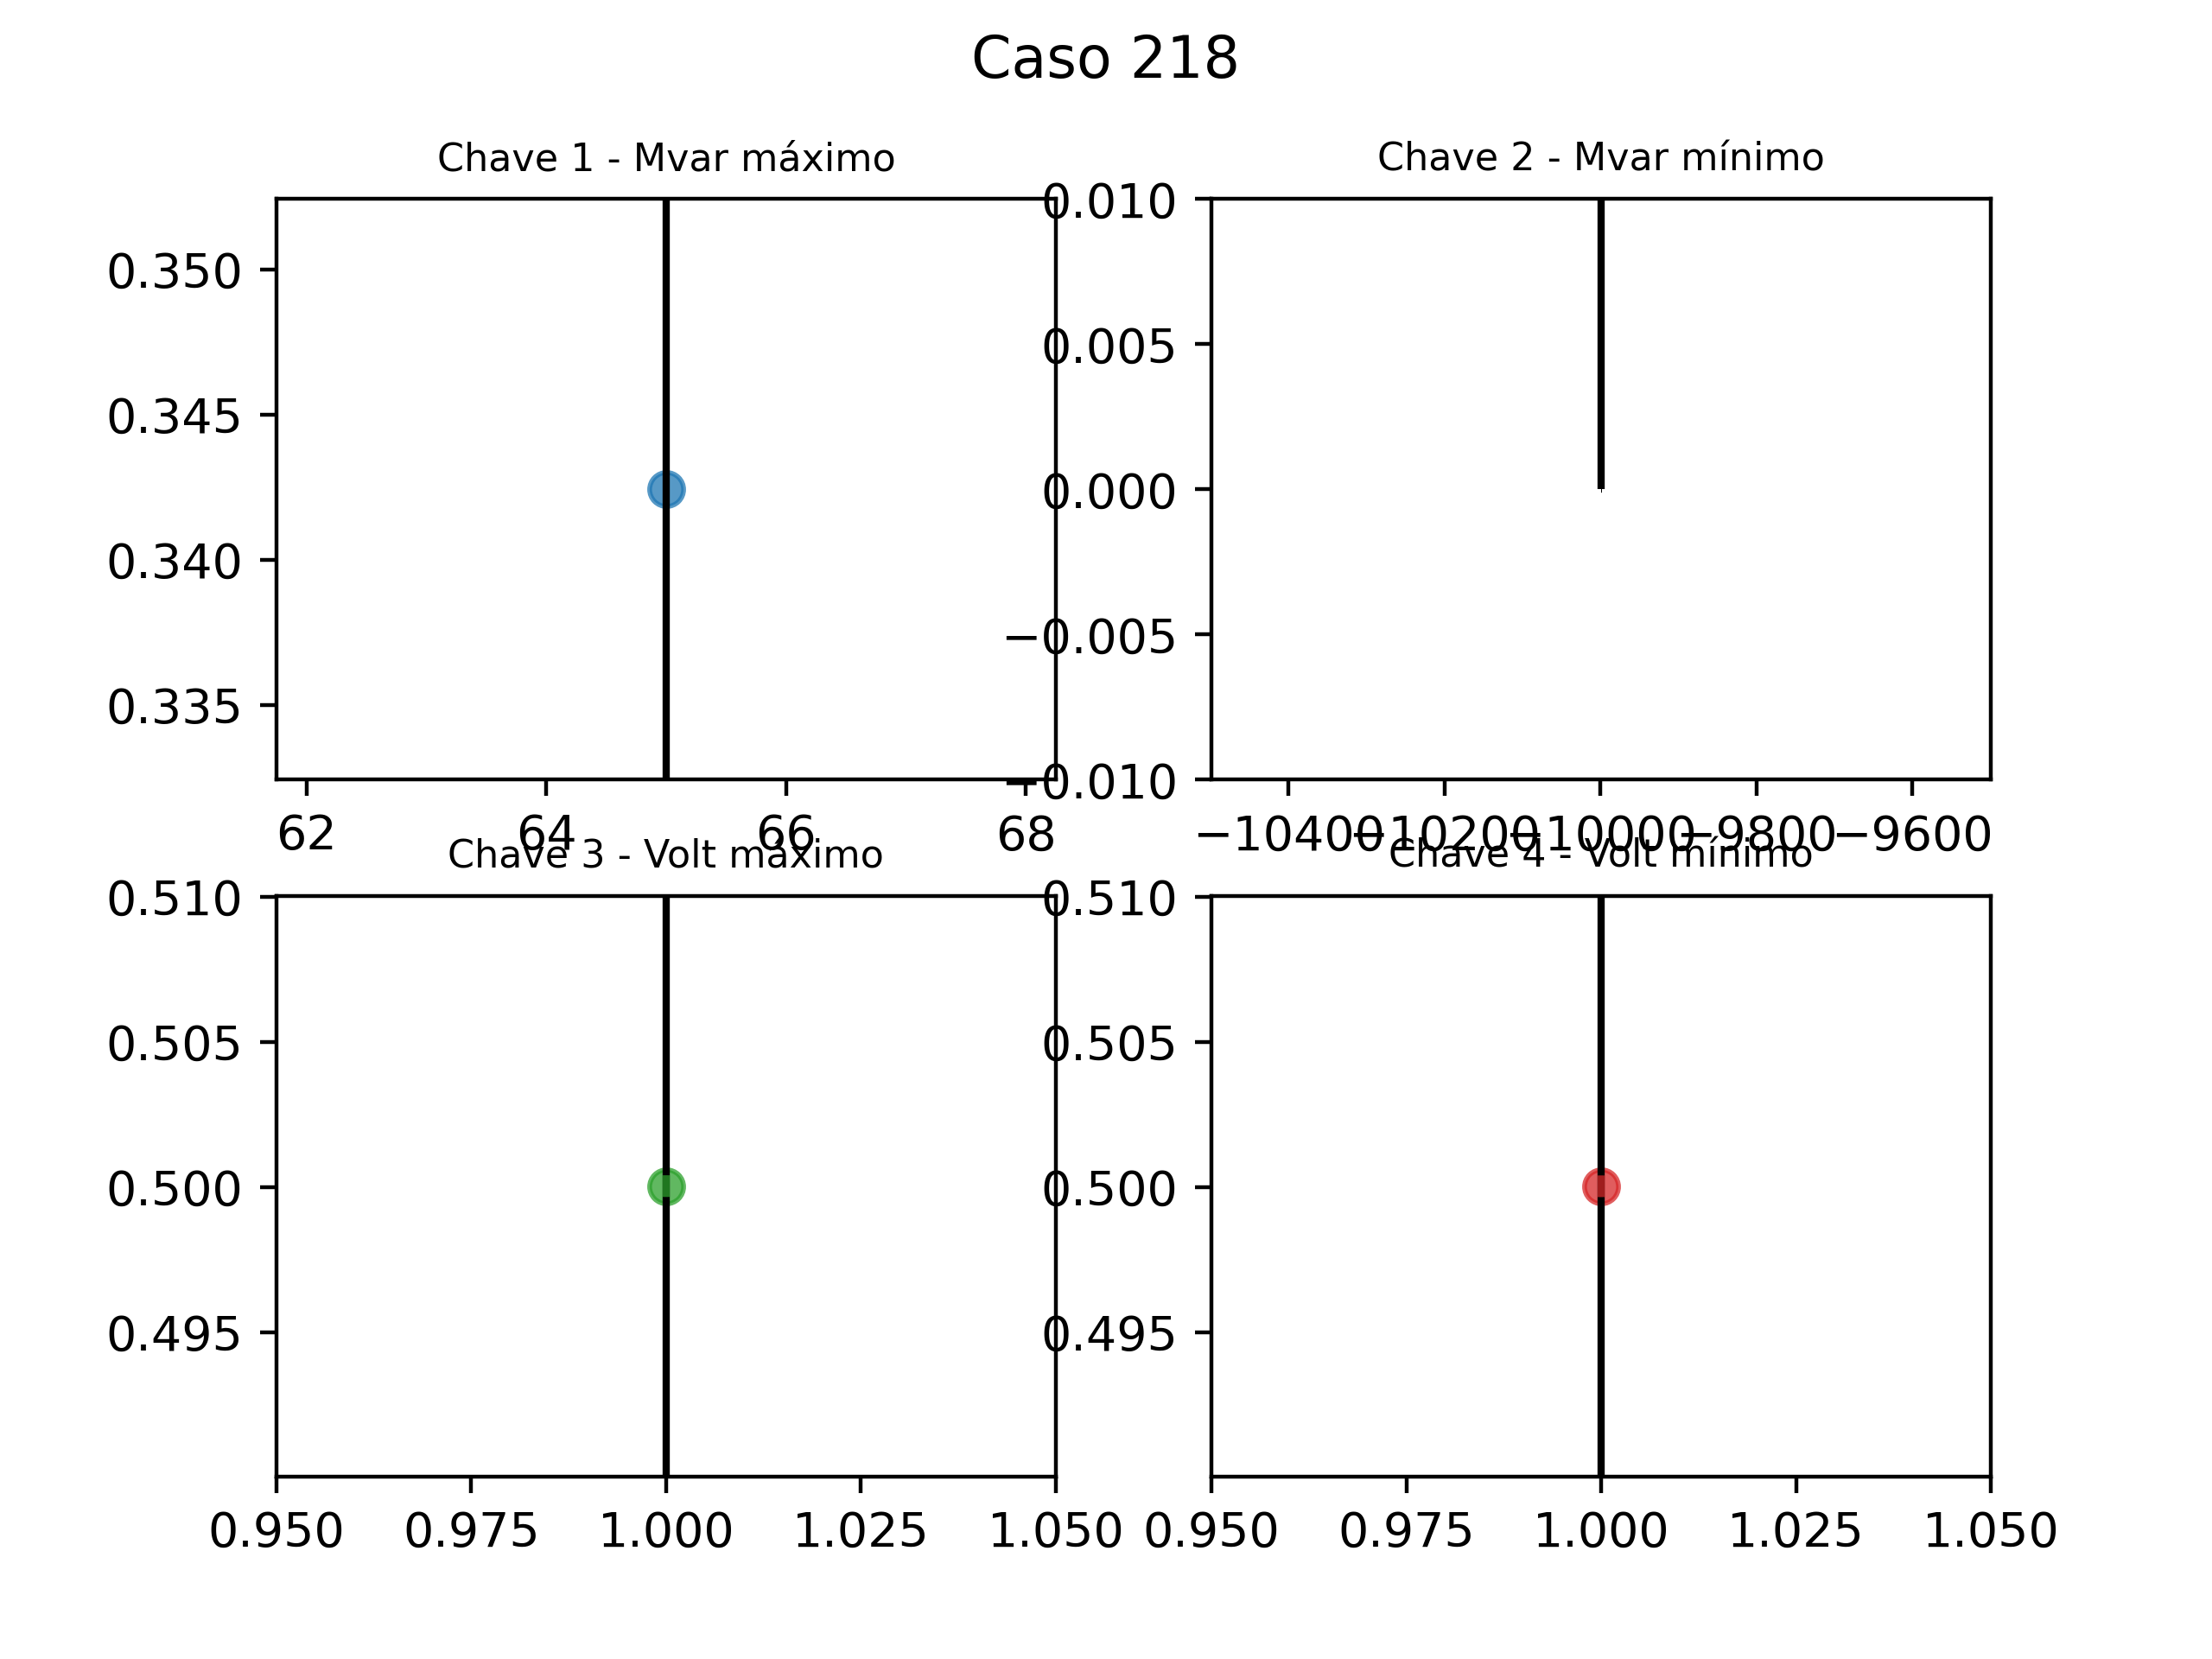 Caso 218
Chave 1 - Mvar máximo
0.350
0.345
0.340
0.335
62 64 66 68
Chave 2 - Mvar mínimo
0.010
0.005
0.000
−0.005
−0.010
−10400 −10200 −10000 −9800 −9600
Chave 3 - Volt máximo
0.510
0.505
0.500
0.495
0.950 0.975 1.000 1.025 1.050
Chave 4 - Volt mínimo
0.510
0.505
0.500
0.495
0.950 0.975 1.000 1.025 1.050